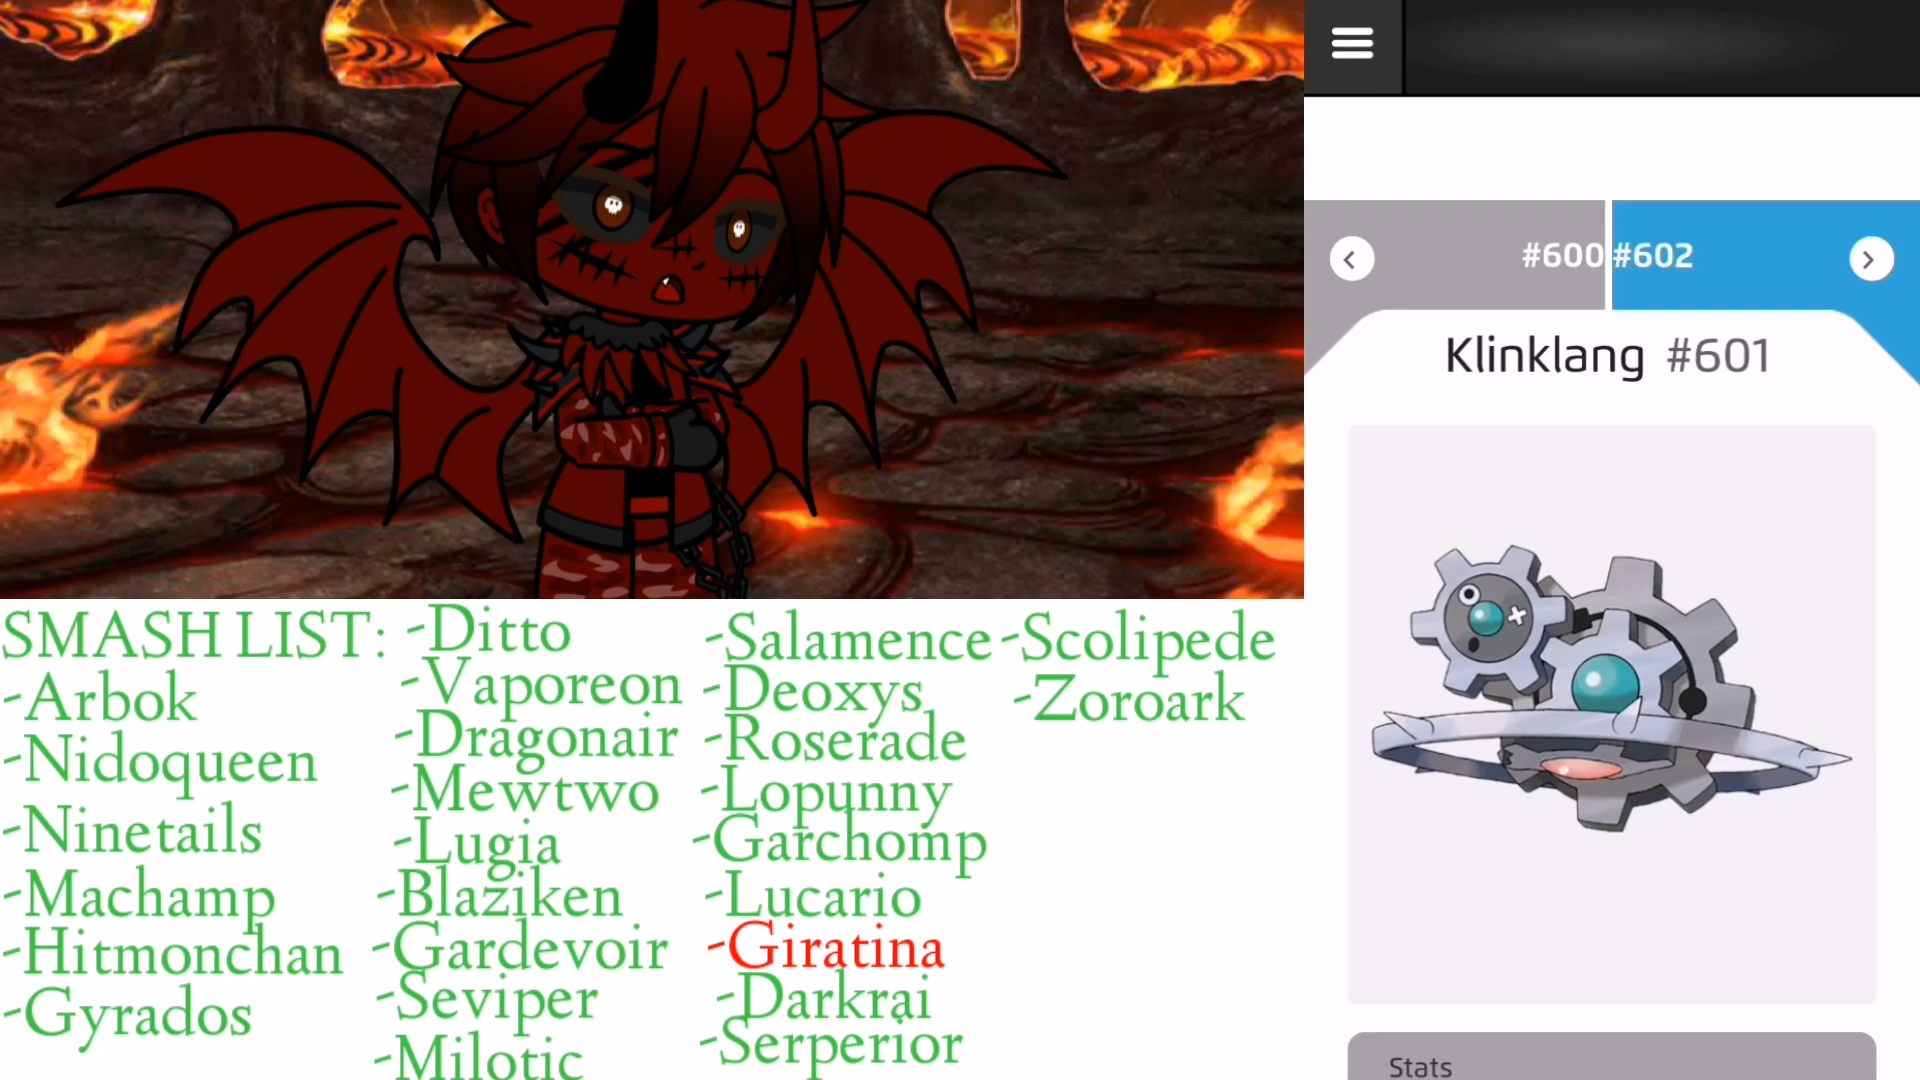 SMASH LIST:
-Arbok
-Nidoqueen
-Ninetails
-Machamp
-Hitmonchan
-Gyrados
-Ditto
-Vaporeon
-Dragonair
-Mewtwo
-Lugia
-Blaziken
-Gardevoir
-Seviper
-Milotic
-Salamence
-Deoxys
-Roserade
-Lopunny
-Garchomp
-Lucario
-Giratina
-Darkrai
-Serperior
-Scolipede
-Zoroark
#600 #602
Klinklang #601
Stats